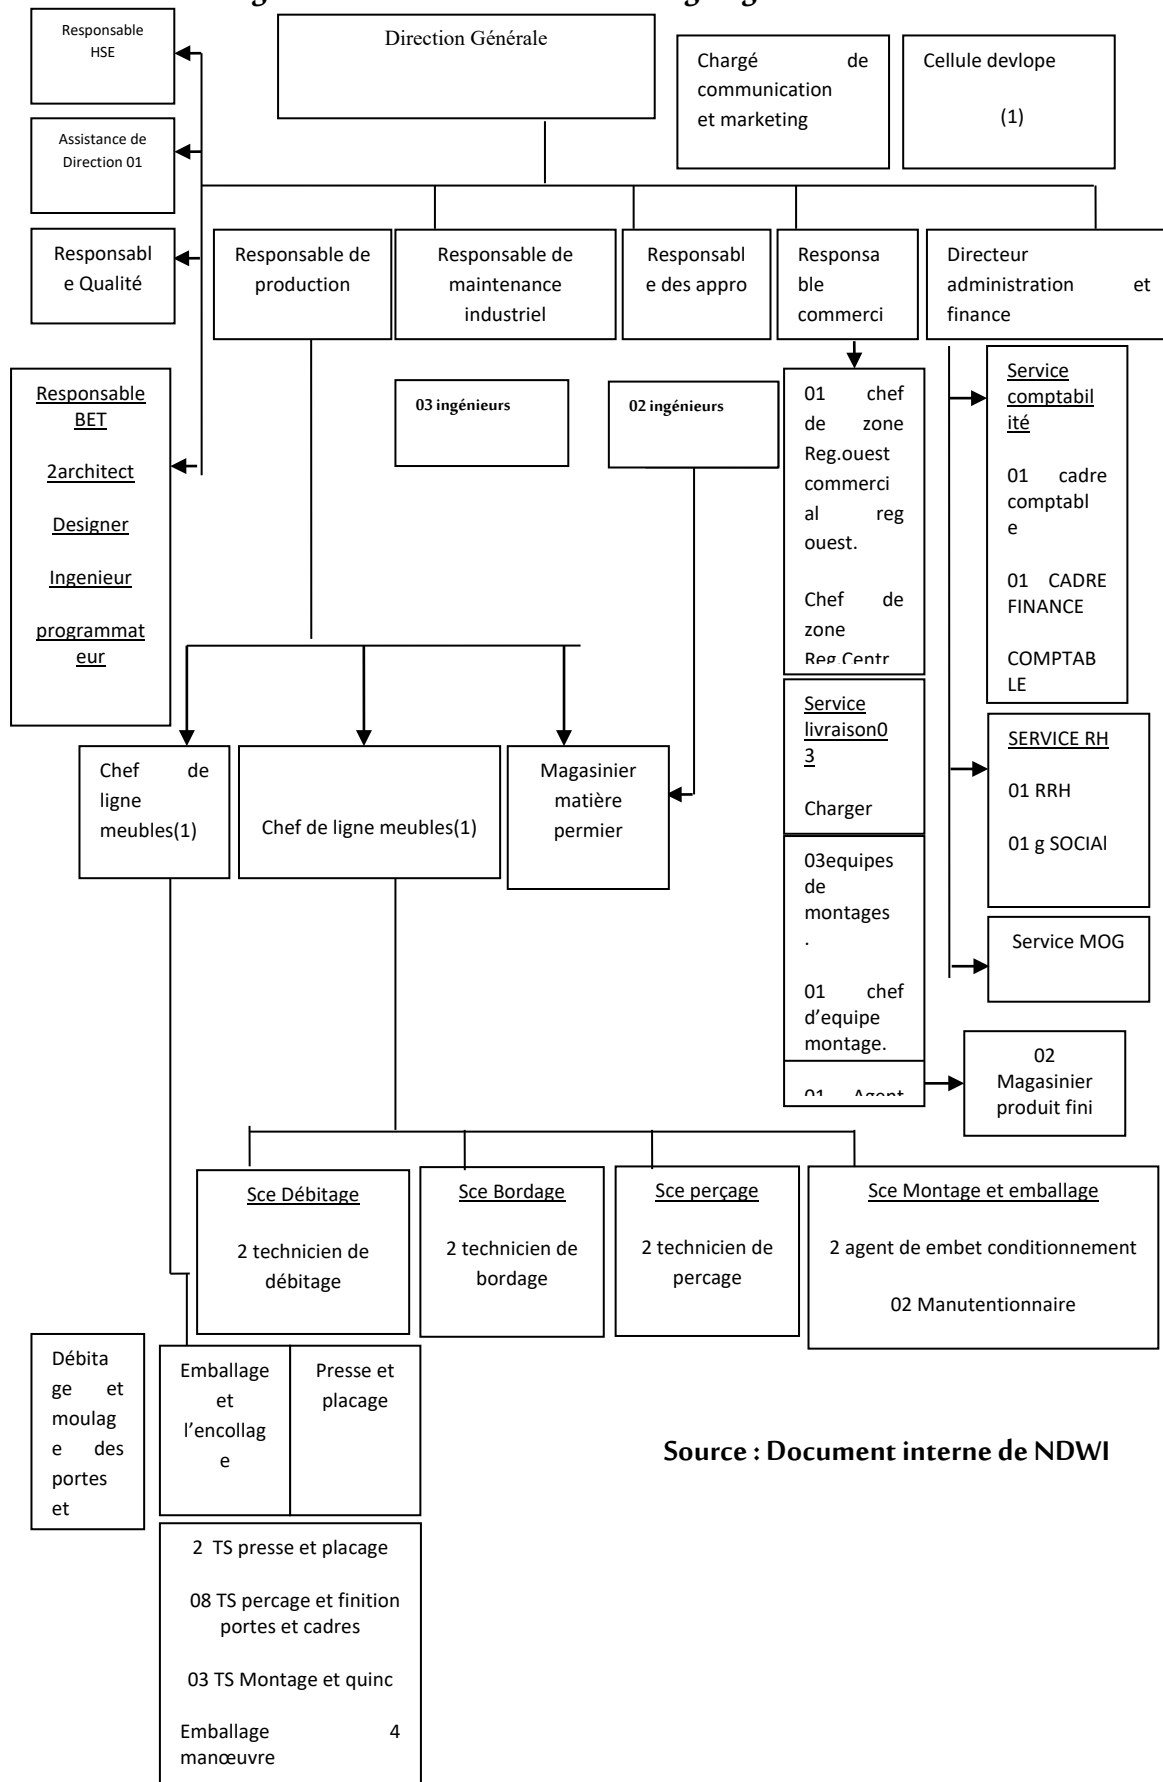 Direction Générale
Responsable
HSE
Chargé de
communication
et marketing
Cellule devlope
(1)
Assistance de
Direction 01
Responsabl
e Qualité
Responsable de
production
Responsable de
maintenance
industriel
Responsabl
e des appro
Responsa
ble
commerci
Directeur
administration et
finance
Responsable
BET
2architect
Designer
Ingenieur
programmat
eur
03 ingénieurs
02 ingénieurs
01 chef
de zone
Reg.ouest
commerci
al reg
ouest.
Chef de
zone
Reg.Centr
Service
comptabil
ité
01 cadre
comptabl
e
01 CADRE
FINANCE
COMPTAB
LE
Service
livraison0
3
Charger
SERVICE RH
01 RRH
01 g SOCIAl
Chef de
ligne
meubles(1)
Chef de ligne meubles(1)
Magasinier
matière
permier
03equipes
de
montages
.
01 chef
d'equipe
montage.
01 Agent
Service MOG
02
Magasinier
produit fini
Sce Débitage
2 technicien de
débitage
Sce Bordage
2 technicien de
bordage
Sce perçage
2 technicien de
percage
Sce Montage et emballage
2 agent de embet conditionnement
02 Manutentionnaire
Débita
ge et
moulag
e des
portes
et
Emballage
et
l'encollag
e
Presse et
placage
Source : Document interne de NDWI
2 TS presse et placage
08 TS percage et finition
portes et cadres
03 TS Montage et quinc
Emballage 4
manœuvre